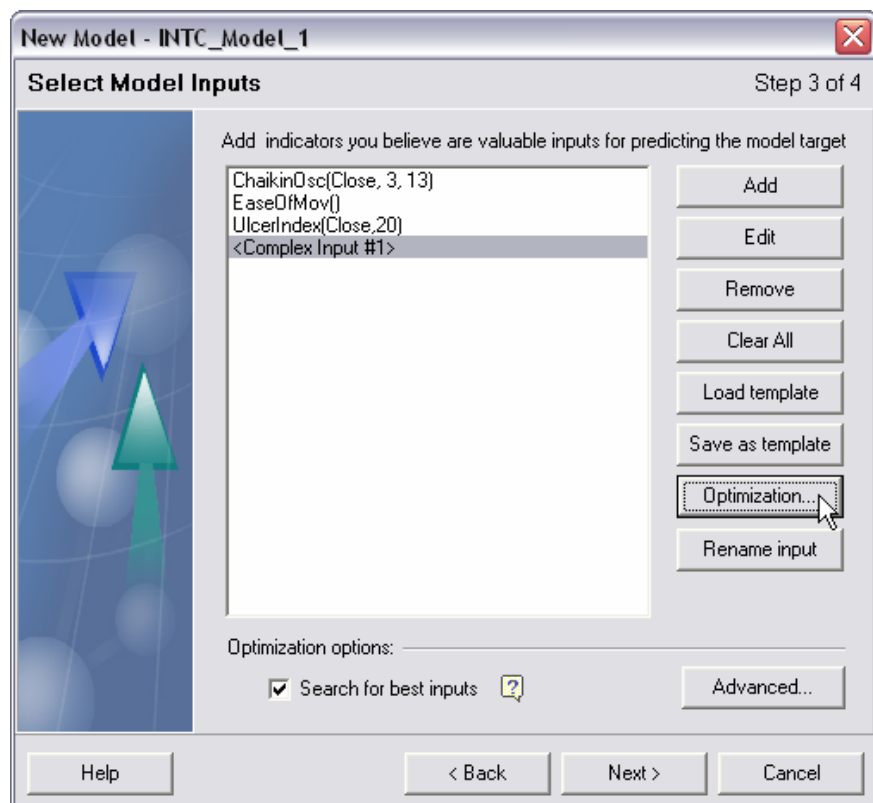 New Model - INTC_Model_1
Select Model Inputs
Step 3 of 4
Add indicators you believe are valuable inputs for predicting the model target
ChaikinOsc(Close, 3, 13)
EaseOfMov()
UlcerIndex(Close,20)
<Complex Input #1>
Add
Edit
Remove
Clear All
Load template
Save as template
Optimization...
Rename input
Optimization options:
Search for best inputs
?
Advanced...
Help
< Back
Next >
Cancel